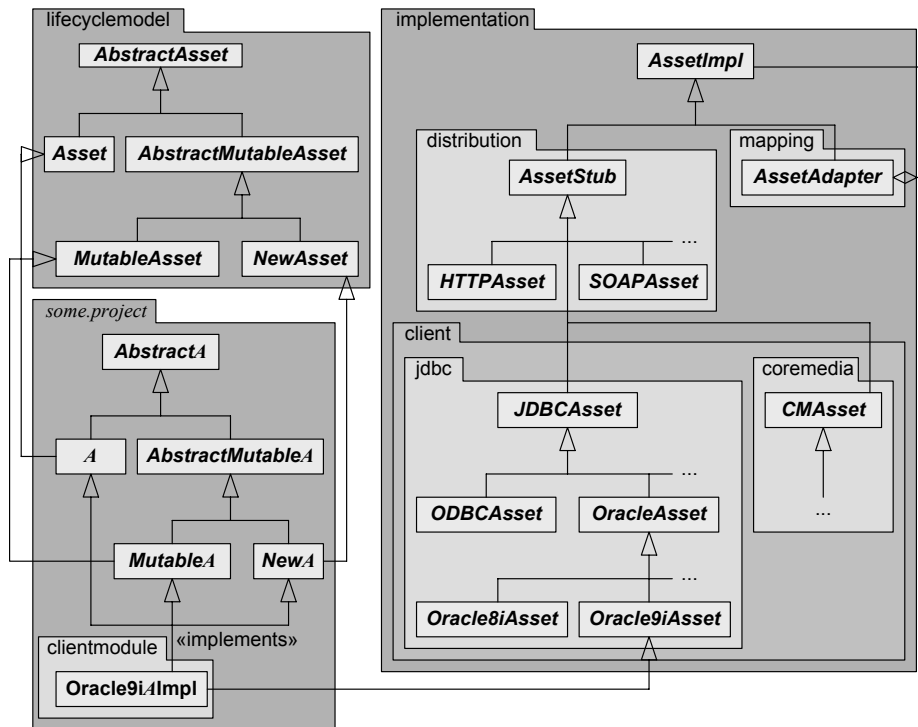 lifecyclemodel
AbstractAsset
Asset
AbstractMutableAsset
MutableAsset
NewAsset
some.project
AbstractA
A
AbstractMutableA
MutableA
NewA
«implements»
clientmodule
Oracle9iAImpl
implementation
AssetImpl
distribution
AssetStub
mapping
AssetAdapter
...
HTTPAsset
SOAPAsset
client
jdbc
JDBCAsset
coremedia
CMAsset
...
ODBCAsset
OracleAsset
...
...
Oracle8iAsset
Oracle9iAsset